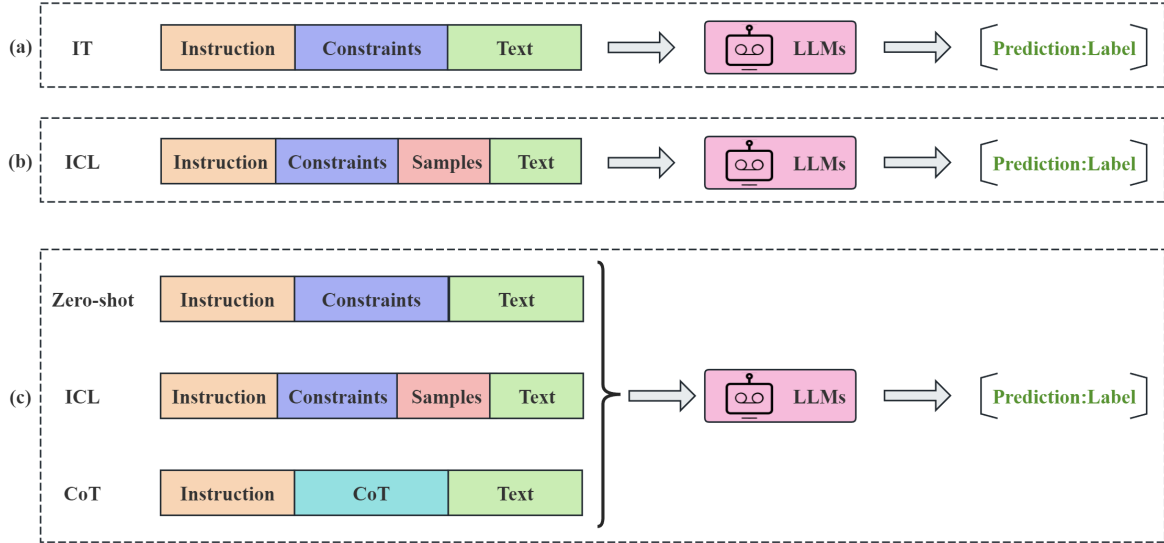 (a) IT Instruction Constraints Text LLMs Prediction:Label
(b) ICL Instruction Constraints Samples Text LLMs Prediction:Label
Zero-shot Instruction Constraints Text
(c) ICL Instruction Constraints Samples Text LLMs Prediction:Label
CoT Instruction CoT Text